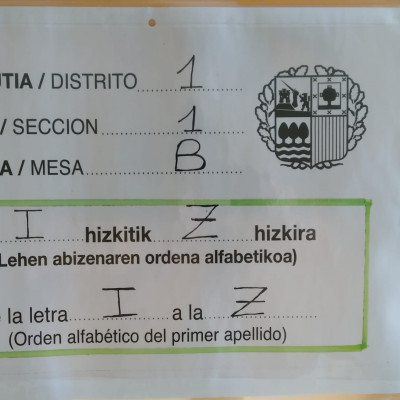 UTIA / DISTRITO 1
/ SECCION 1
A / MESA B
I hizkitik Z hizkira
(Lehen abizenaren ordena alfabetikoa)
la letra I a la Z
(Orden alfabético del primer apellido)